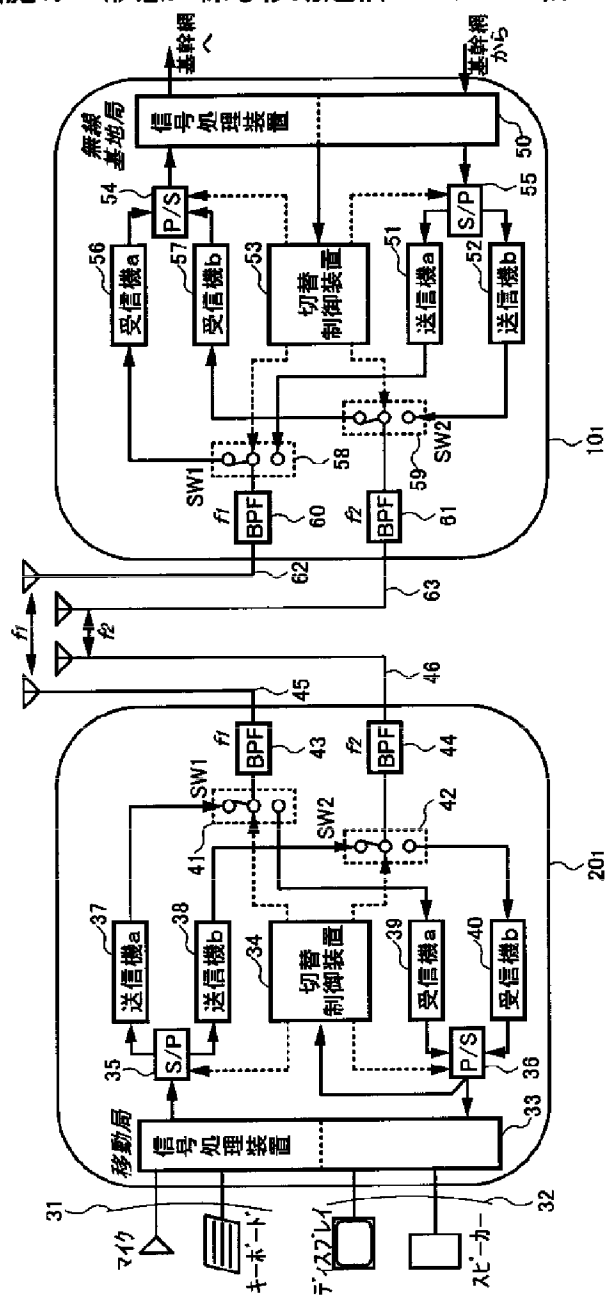 移動局
31
マイク
キーボード
ディスプレイ
スピーカー
32
信号処理装置
33
35
S/P
P/S
36
37
送信機a
38
送信機b
34
切替
制御装置
39
受信機a
40
受信機b
41
SW1
SW2
42
f1
BPF
43
f2
BPF
44
45
46
201
f1
f2
無線
基地局
62
63
f1
BPF
60
f2
BPF
61
SW1
58
59
SW2
56
受信機a
57
受信機b
53
切替
制御装置
51
送信機a
52
送信機b
54
P/S
S/P
55
信号処理装置
50
基幹網
へ
基幹網
から
101